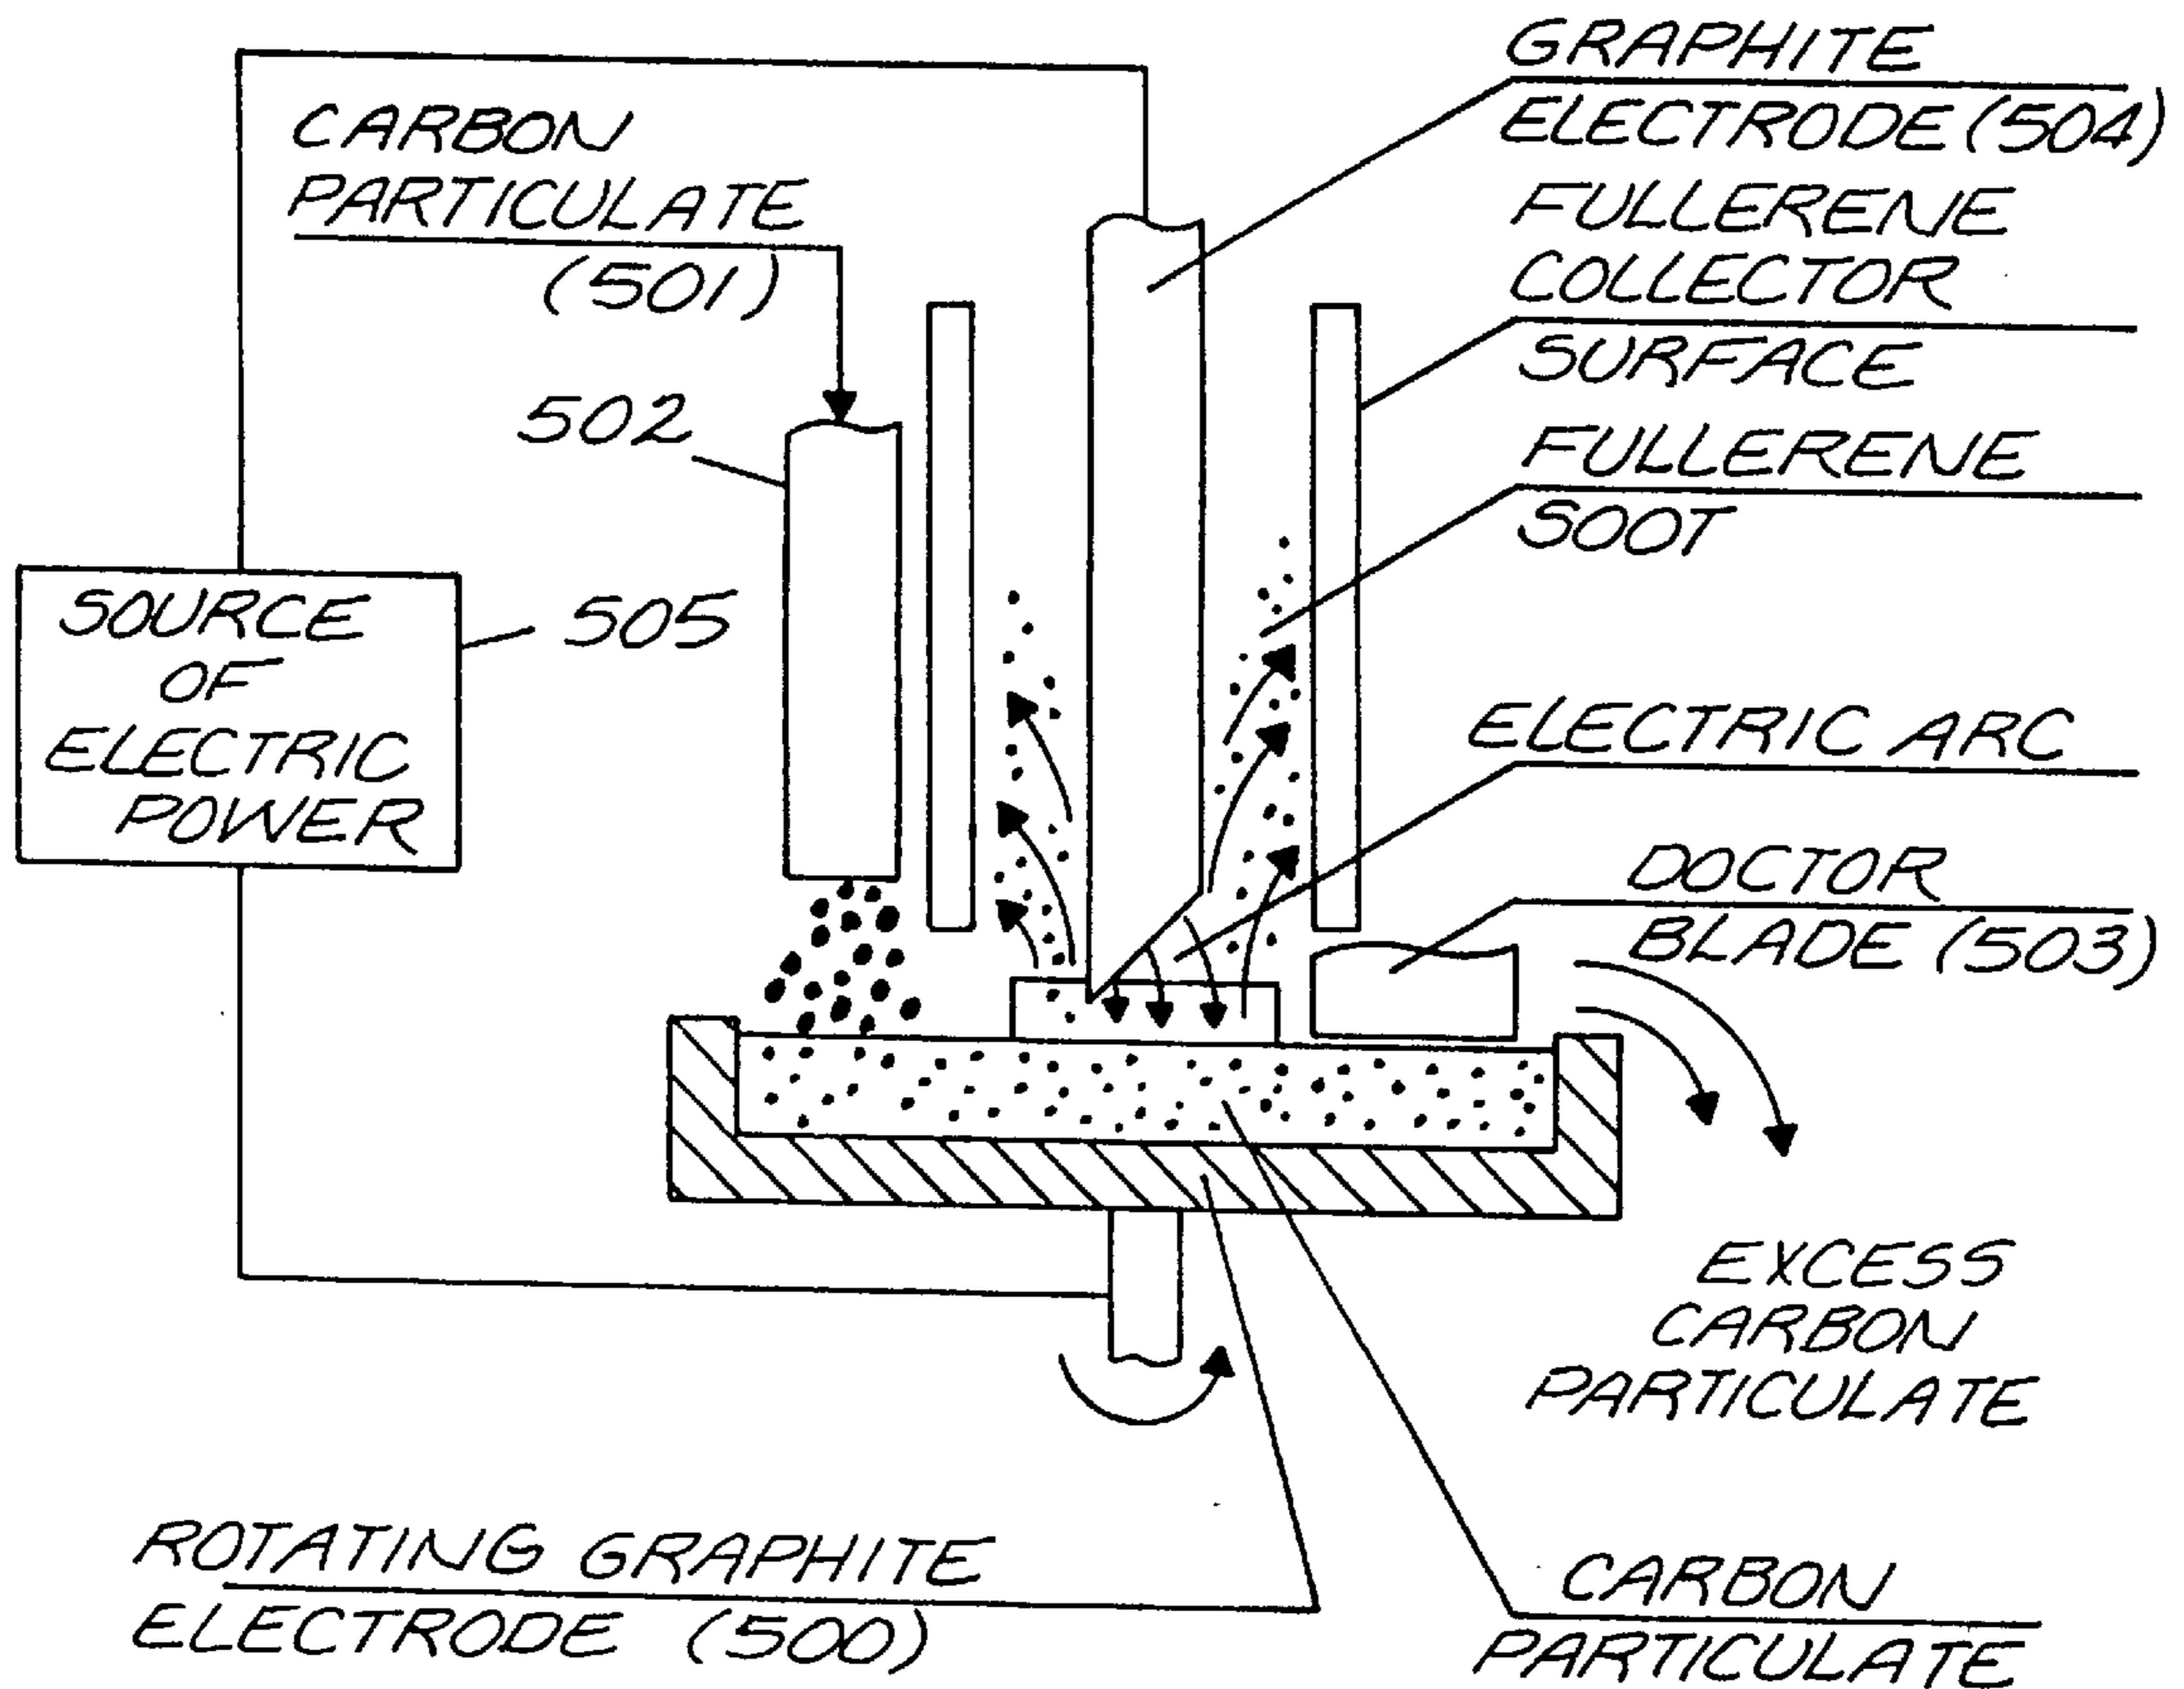 GRAPHITE
ELECTRODE (504)
CARBON
PARTICULATE
(501)
FULLERENE
COLLECTOR
SURFACE
502
FULLERENE
SOOT
SOURCE
OF
ELECTRIC
POWER
505
ELECTRIC ARC
DOCTOR
BLADE (503)
EXCESS
CARBON
PARTICULATE
ROTATING GRAPHITE
ELECTRODE (500)
CARBON
PARTICULATE